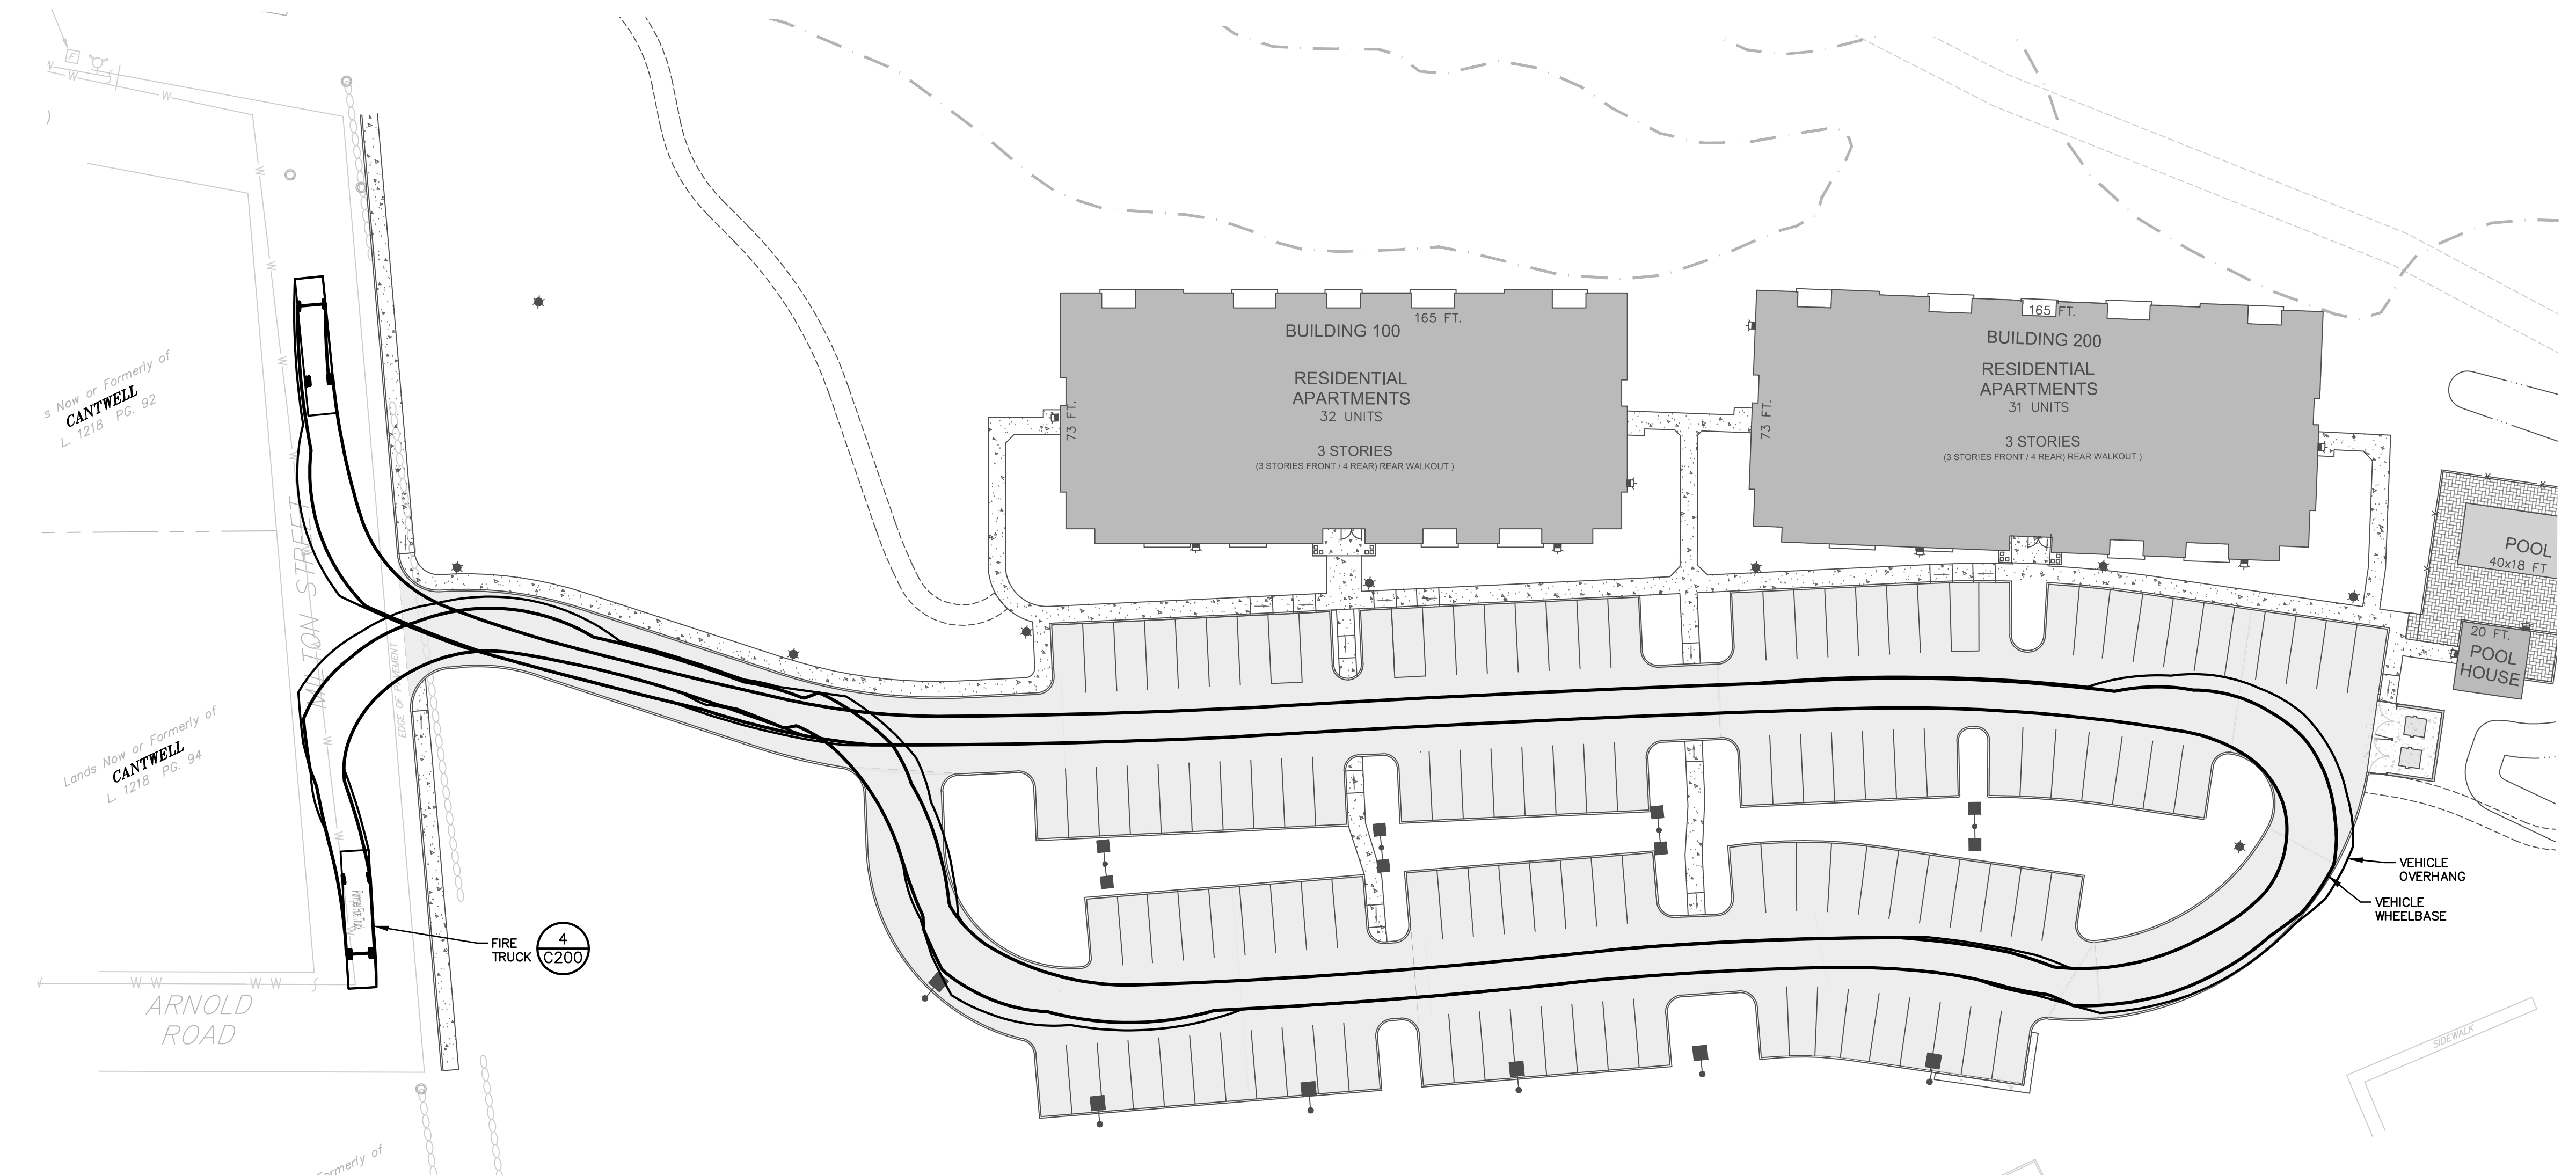 F
W
W
W
W
W
W
W
s Now or Formerly of
CANTWELL
L. 1218 PG. 92
MILTON STREET
EDGE OF PAVEMENT
Lands Now or Formerly of
CANTWELL
L. 1218 PG. 94
W
W
Pumper Fire Truck
W
W W
W W
ARNOLD
ROAD
Formerly of
FIRE
TRUCK
4
C200
BUILDING 100
165 FT.
73 FT.
RESIDENTIAL
APARTMENTS
32 UNITS
3 STORIES
(3 STORIES FRONT / 4 REAR) REAR WALKOUT )
165 FT.
BUILDING 200
73 FT.
RESIDENTIAL
APARTMENTS
31 UNITS
3 STORIES
(3 STORIES FRONT / 4 REAR) REAR WALKOUT )
POOL
40x18 FT
20 FT.
POOL
HOUSE
VEHICLE
OVERHANG
VEHICLE
WHEELBASE
SIDEWALK